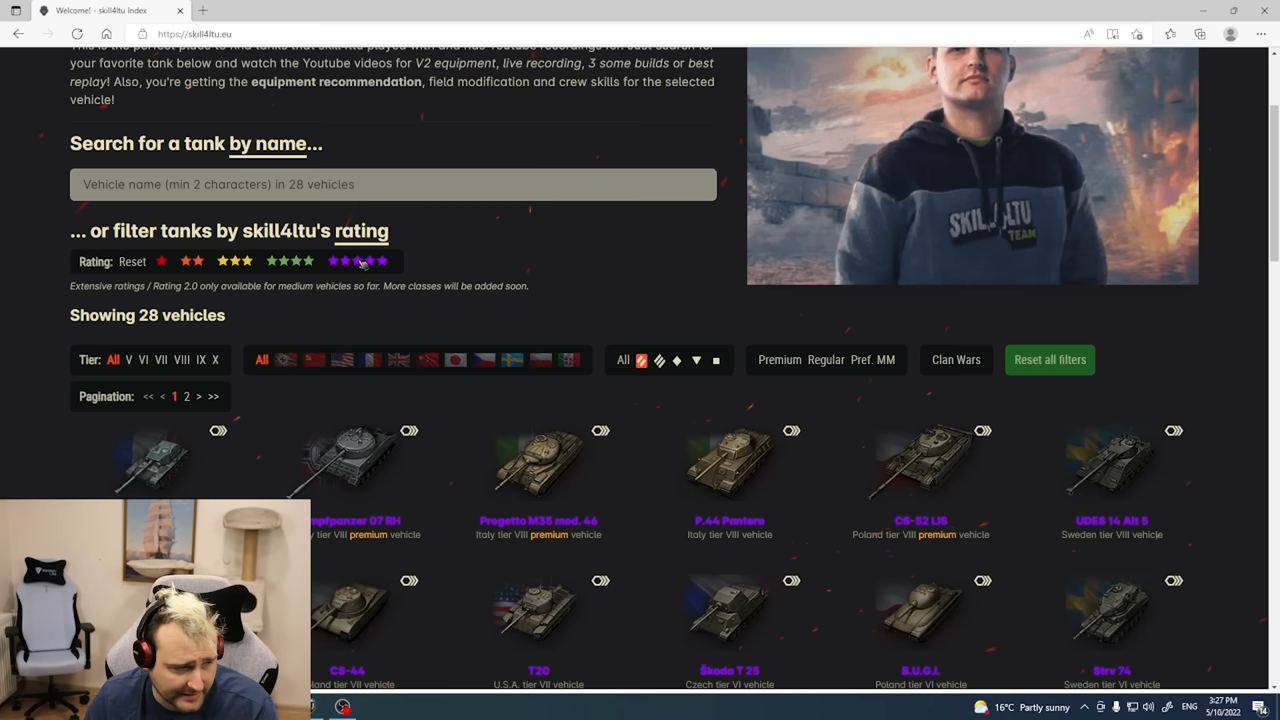 Welcome! - skill4ltu Index
https://skill4ltu.eu
This is the perfect place to find tanks that skill4ltu played with and has Youtube recordings for. Just search for
your favorite tank below and watch the Youtube videos for V2 equipment, live recording, 3 some builds or best
replay! Also, you're getting the equipment recommendation, field modification and crew skills for the selected
vehicle!
SKILL4LTU
TEAM
Search for a tank by name...
Vehicle name (min 2 characters) in 28 vehicles
... or filter tanks by skill4ltu's rating
Rating: Reset
Extensive ratings / Rating 2.0 only available for medium vehicles so far. More classes will be added soon.
Showing 28 vehicles
Tier: All V VI VII VIII IX X
All
All
Premium Regular Pref. MM
Clan Wars
Reset all filters
Pagination: << < 1 2 > >>
mpfpanzer 07 RH
Progetto M35 mod. 46
P.44 Pantera
CS-52 LIS
UDES 14 Alt 5
ny tier VIII premium vehicle
Italy tier VIII premium vehicle
Italy tier VIII vehicle
Poland tier VIII premium vehicle
Sweden tier VIII vehicle
CS-44
T20
Škoda T 25
B.U.G.I.
Strv 74
oland tier VII vehicle
U.S.A. tier VII vehicle
Czech tier VI vehicle
Poland tier VI vehicle
Sweden tier VI vehicle
16°C Partly sunny
ENG
3:27 PM
5/10/2022
14